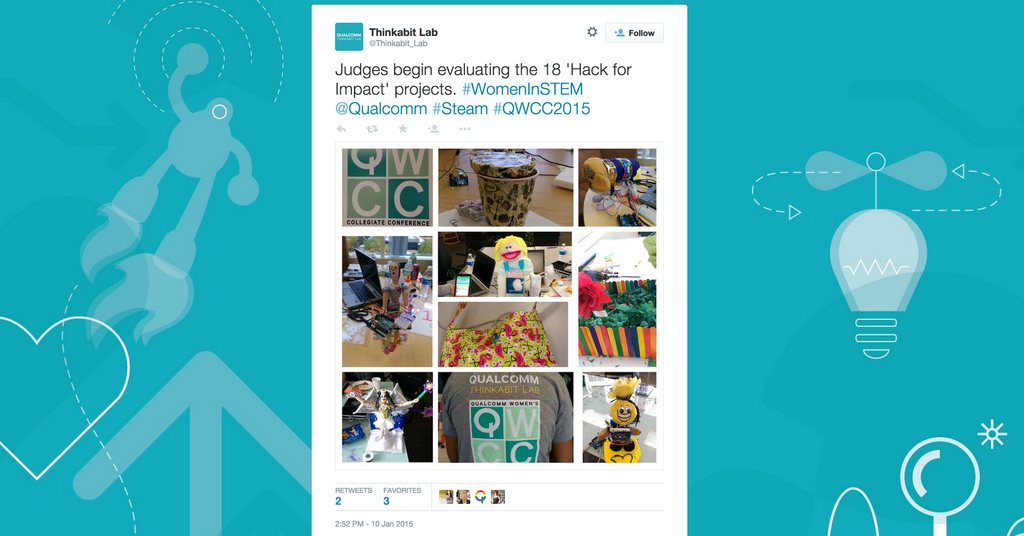 QUALCOMM
THINKABIT LAB
Thinkabit Lab
@Thinkabit_Lab
Follow
Judges begin evaluating the 18 'Hack for
Impact' projects. #WomenInSTEM
@Qualcomm #Steam #QWCC2015
QW
CC
COLLEGIATE CONFERENCE
QUALCOMM
THINKABIT LAB
QUALCOMM WOMEN'S
QW
CC
RETWEETS
FAVORITES
2
3
2:52 PM - 10 Jan 2015